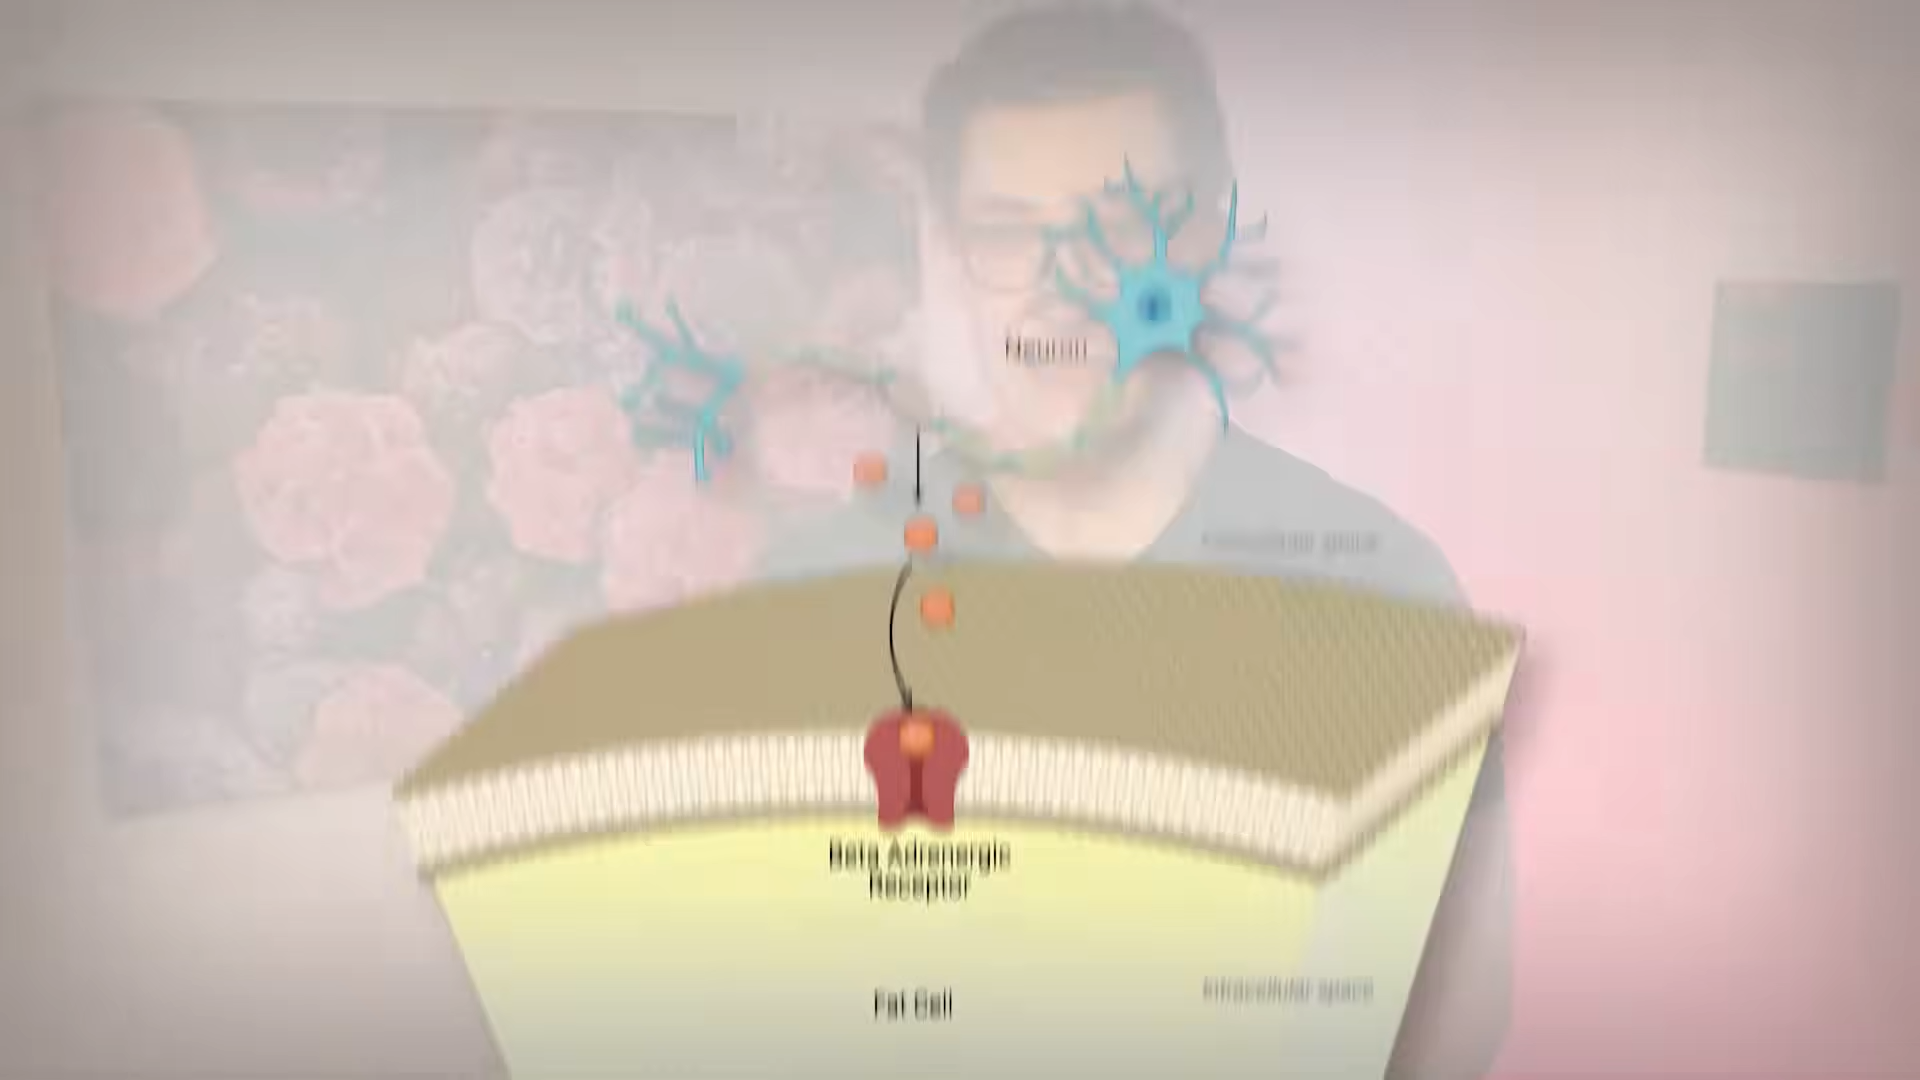 Neuron
Extracellular space
Beta Adrenergic
Receptor
Fat Cell
Intracellular space